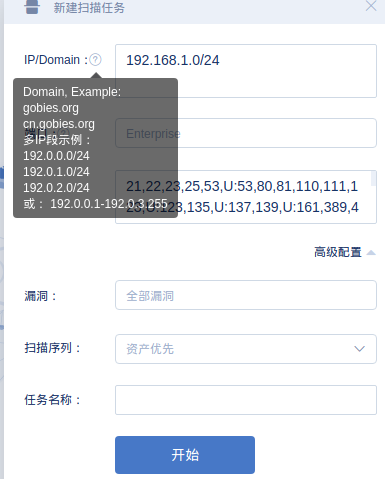 新建扫描任务
IP/Domain：
192.168.1.0/24
Domain, Example:
gobies.org
cn.gobies.org
多IP段示例：
192.0.0.0/24
192.0.1.0/24
192.0.2.0/24
或：192.0.0.1-192.0.3.255
Enterprise
21,22,23,25,53,U:53,80,81,110,111,1
23,U:123,135,U:137,139,U:161,389,4
高级配置
漏洞：
全部漏洞
扫描序列：
资产优先
任务名称：
开始